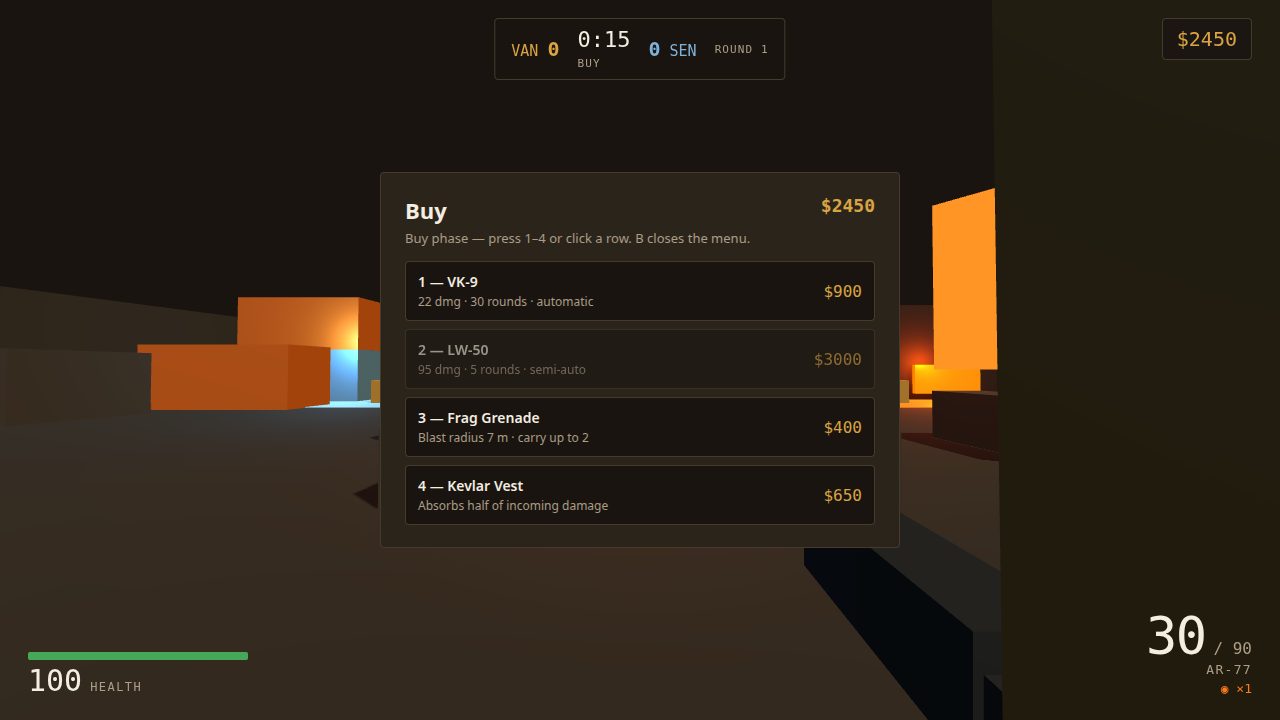 VAN 0 0:15 0 SEN ROUND 1
BUY
$2450
Buy $2450
Buy phase — press 1–4 or click a row. B closes the menu.
1 — VK-9 $900
22 dmg · 30 rounds · automatic
2 — LW-50 $3000
95 dmg · 5 rounds · semi-auto
3 — Frag Grenade $400
Blast radius 7 m · carry up to 2
4 — Kevlar Vest $650
Absorbs half of incoming damage
100 HEALTH
30 / 90
AR-77
◉ ×1